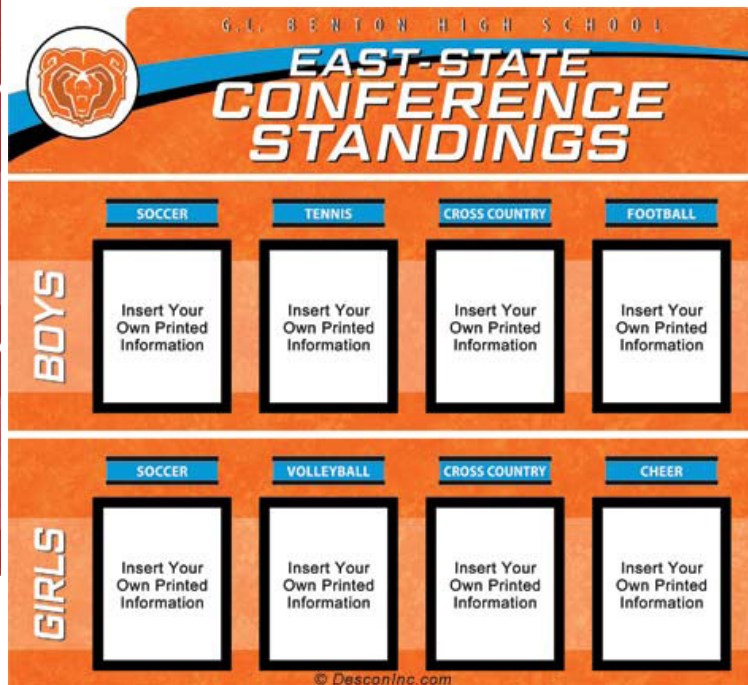 G.L. BENTON HIGH SCHOOL
EAST-STATE
CONFERENCE
STANDINGS
BOYS
SOCCER
TENNIS
CROSS COUNTRY
FOOTBALL
Insert Your
Own Printed
Information
Insert Your
Own Printed
Information
Insert Your
Own Printed
Information
Insert Your
Own Printed
Information
GIRLS
SOCCER
VOLLEYBALL
CROSS COUNTRY
CHEER
Insert Your
Own Printed
Information
Insert Your
Own Printed
Information
Insert Your
Own Printed
Information
Insert Your
Own Printed
Information
© DesconInc.com